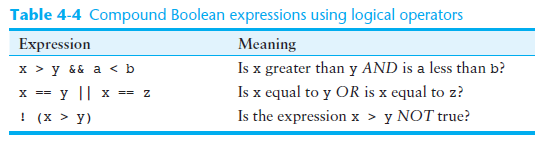 Table 4-4 Compound Boolean expressions using logical operators
Expression Meaning
x > y && a < b Is x greater than y AND is a less than b?
x == y || x == z Is x equal to y OR is x equal to z?
! (x > y) Is the expression x > y NOT true?